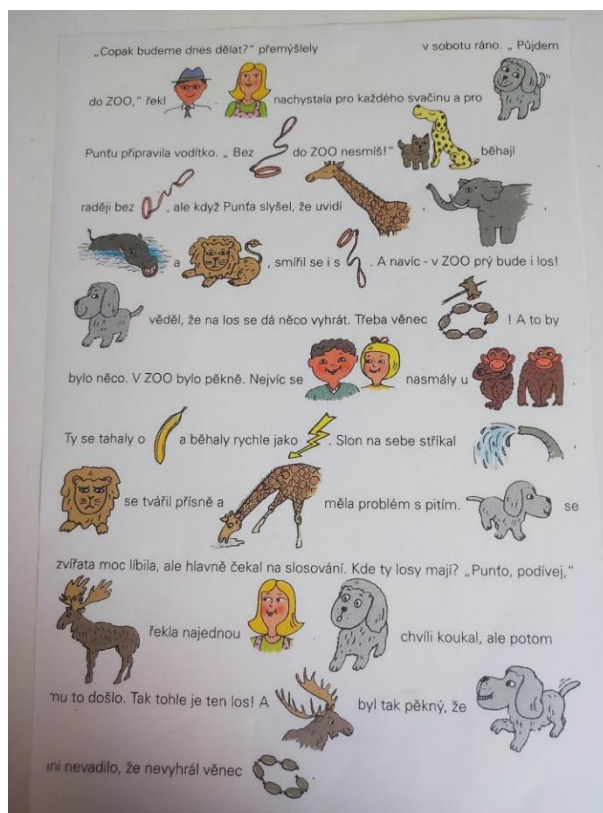 „Copak budeme dnes dělat?" přemýšlely v sobotu ráno. „ Půjdem
do ZOO," řekl nachystala pro každého svačinu a pro
Punťu připravila vodítko. „ Bez do ZOO nesmíš!" běhají
raději bez , ale když Punťa slyšel, že uvidí , ,
a , smířil se i s . A navíc - v ZOO prý bude i los!
věděl, že na los se dá něco vyhrát. Třeba věnec ! A to by
bylo něco. V ZOO bylo pěkně. Nejvíc se nasmály u
Ty se tahaly o a běhaly rychle jako . Slon na sebe stříkal ,
se tvářil přísně a měla problém s pitím. se
zvířata moc líbila, ale hlavně čekal na slosování. Kde ty losy mají? „Punťo, podívej,"
řekla najednou chvíli koukal, ale potom
mu to došlo. Tak tohle je ten los! A byl tak pěkný, že
ani nevadilo, že nevyhrál věnec .